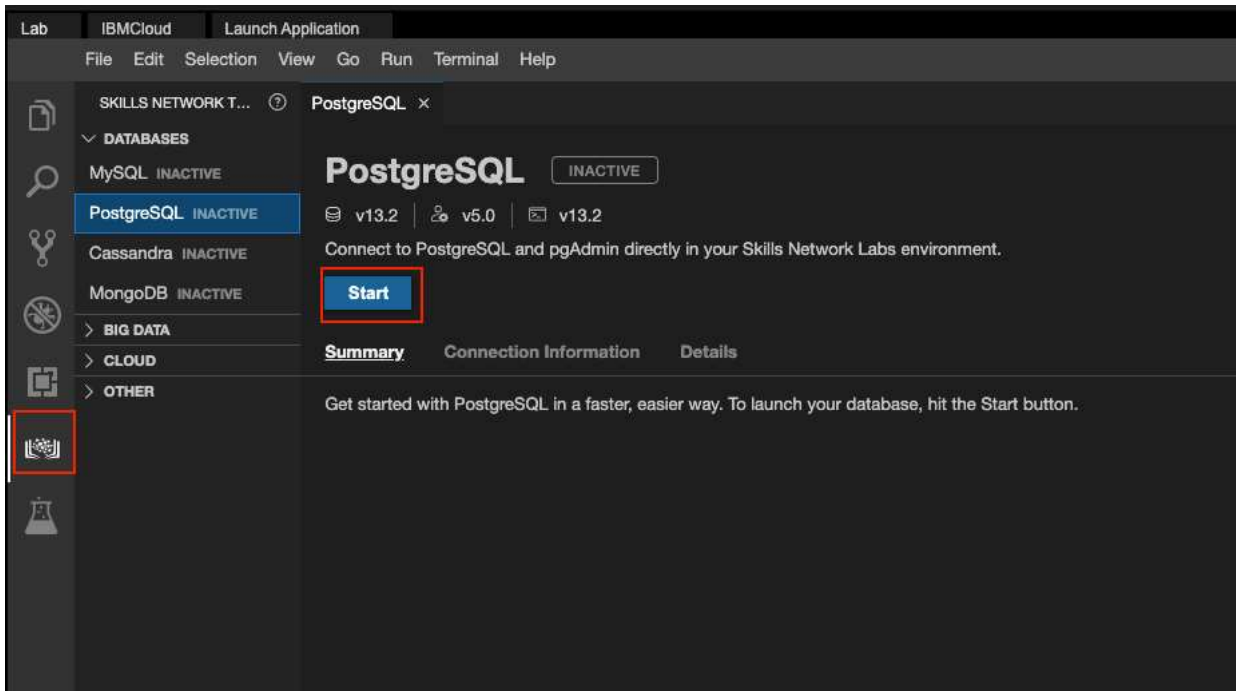 Lab IBMCloud Launch Application
File Edit Selection View Go Run Terminal Help
SKILLS NETWORK T... ?
DATABASES
MySQL INACTIVE
PostgreSQL INACTIVE
Cassandra INACTIVE
MongoDB INACTIVE
BIG DATA
CLOUD
OTHER
PostgreSQL ×
PostgreSQL INACTIVE
v13.2 v5.0 v13.2
Connect to PostgreSQL and pgAdmin directly in your Skills Network Labs environment.
Start
Summary Connection Information Details
Get started with PostgreSQL in a faster, easier way. To launch your database, hit the Start button.